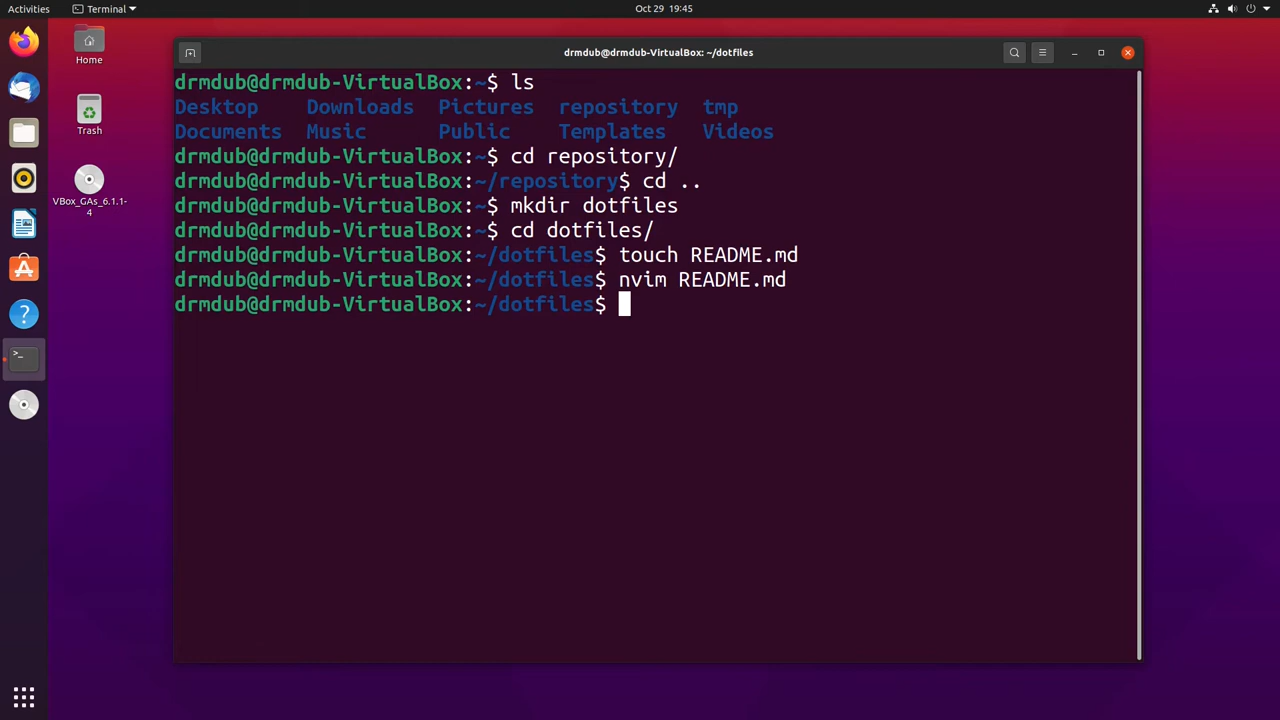 Activities
Terminal
Oct 29 19:45
Home
Trash
VBox_GAs_6.1.1-
4
drmdub@drmdub-VirtualBox: ~/dotfiles
drmdub@drmdub-VirtualBox:~$ ls
Desktop Downloads Pictures repository tmp
Documents Music Public Templates Videos
drmdub@drmdub-VirtualBox:~$ cd repository/
drmdub@drmdub-VirtualBox:~/repository$ cd ..
drmdub@drmdub-VirtualBox:~$ mkdir dotfiles
drmdub@drmdub-VirtualBox:~$ cd dotfiles/
drmdub@drmdub-VirtualBox:~/dotfiles$ touch README.md
drmdub@drmdub-VirtualBox:~/dotfiles$ nvim README.md
drmdub@drmdub-VirtualBox:~/dotfiles$